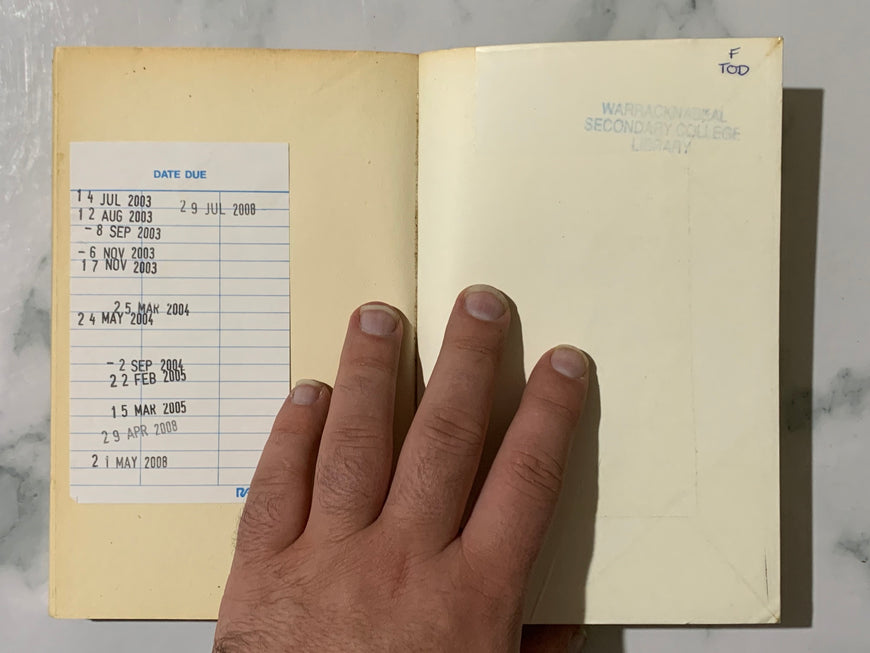 DATE DUE
14 JUL 2003
29 JUL 2008
12 AUG 2003
-8 SEP 2003
-6 NOV 2003
17 NOV 2003
25 MAR 2004
24 MAY 2004
-2 SEP 2004
22 FEB 2005
15 MAR 2005
29 APR 2008
21 MAY 2008
F
TOD
WARRACKNABEAL
SECONDARY COLLEGE
LIBRARY